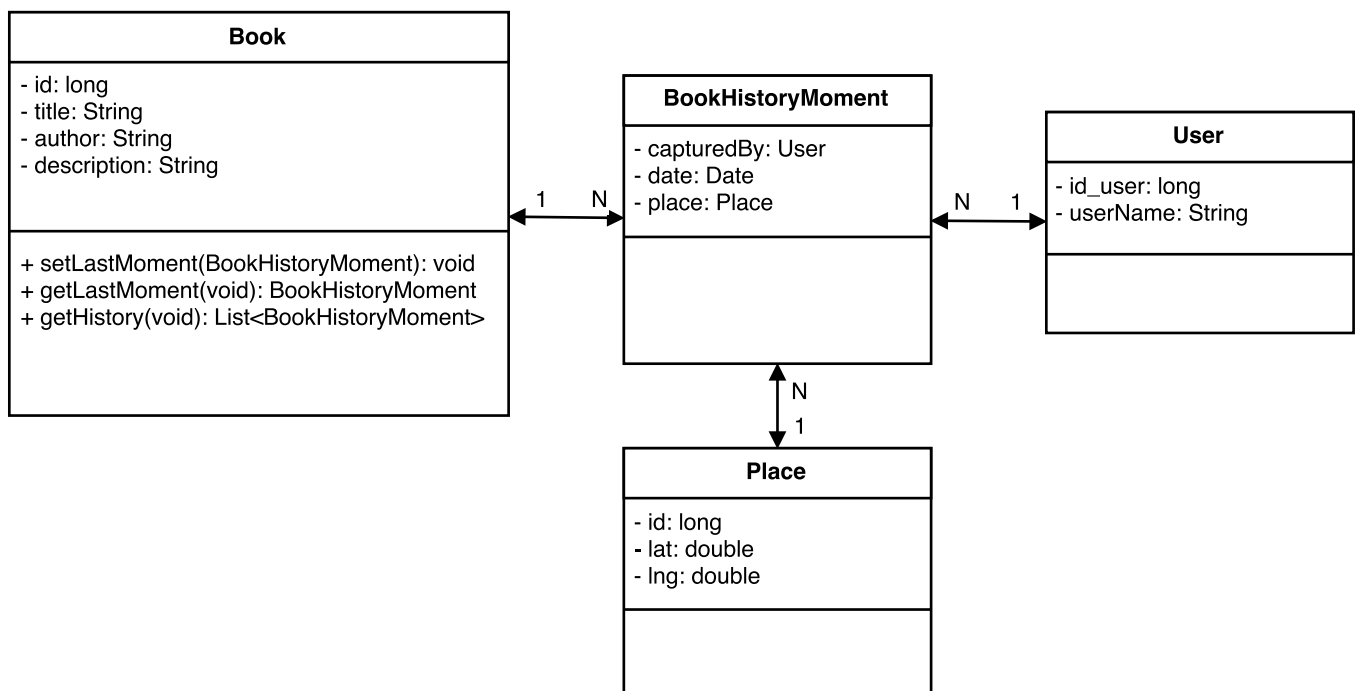 Book
- id: long
- title: String
- author: String
- description: String
+ setLastMoment(BookHistoryMoment): void
+ getLastMoment(void): BookHistoryMoment
+ getHistory(void): List<BookHistoryMoment>
1 N
BookHistoryMoment
- capturedBy: User
- date: Date
- place: Place
N 1
User
- id_user: long
- userName: String
N
1
Place
- id: long
- lat: double
- lng: double